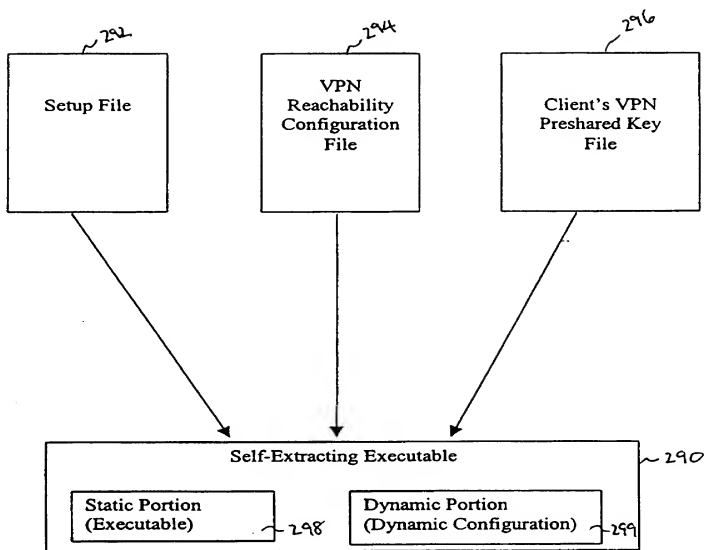 292
294
296
Setup File
VPN
Reachability
Configuration
File
Client's VPN
Preshared Key
File
Self-Extracting Executable
290
Static Portion
(Executable)
298
Dynamic Portion
(Dynamic Configuration)
299